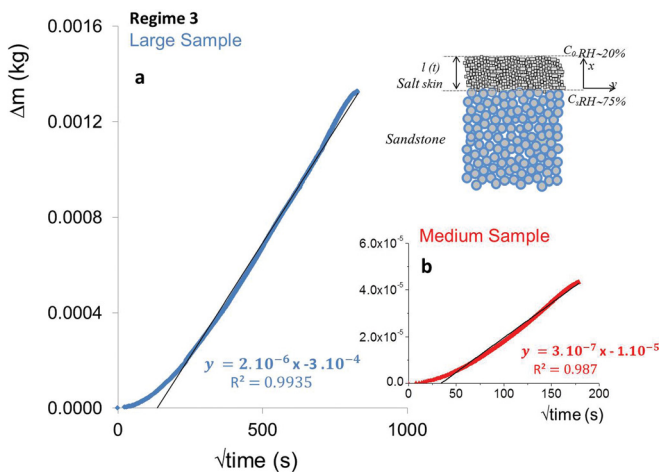 Regime 3
Large Sample
a
Δm (kg)
0.0016
0.0012
0.0008
0.0004
0.0000
0
500
1000
√time (s)
y = 2.10⁻⁶ x -3.10⁻⁴
R² = 0.9935
C₀ RH~20%
l (t)
x
Salt skin
y
CₛRH~75%
Sandstone
Medium Sample
b
6.0x10⁻⁵
4.0x10⁻⁵
2.0x10⁻⁵
0.0
0
50
100
150
200
√time (s)
y = 3.10⁻⁷ x - 1.10⁻⁵
R² = 0.987